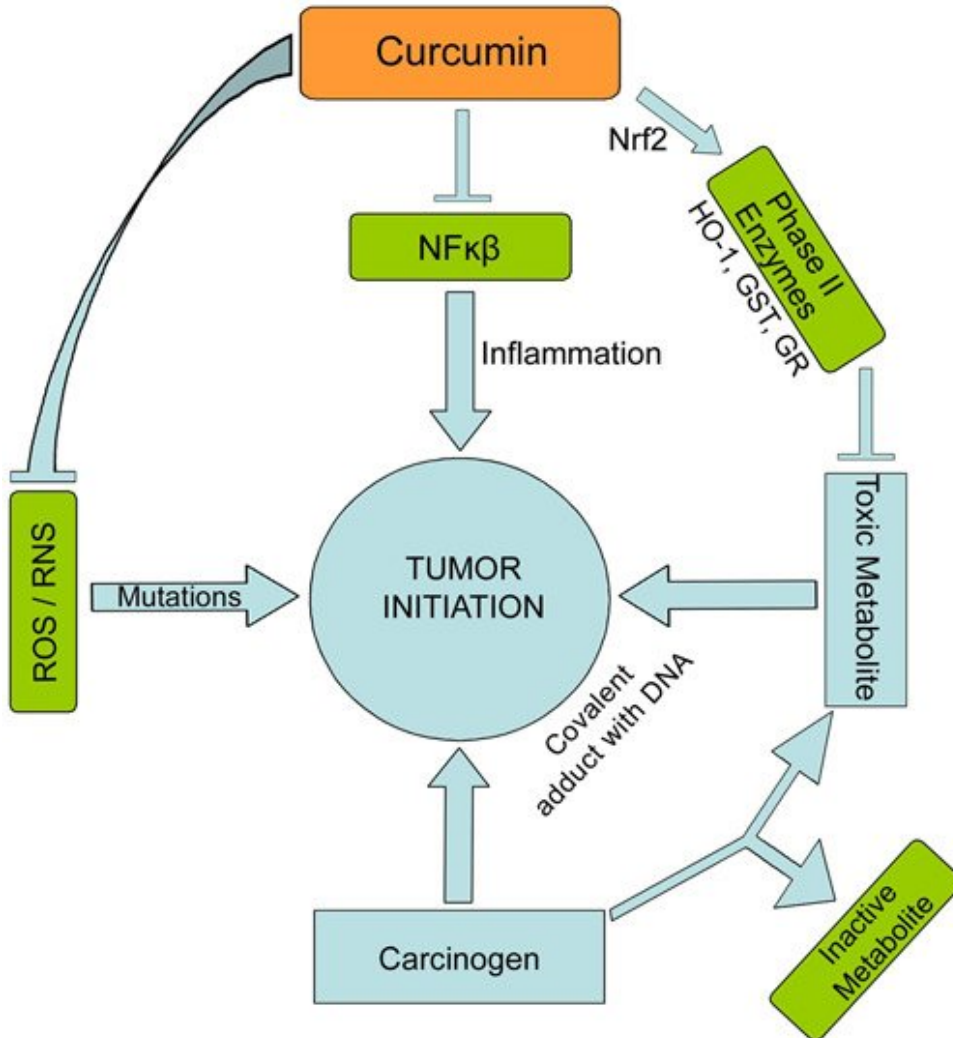 Curcumin
Nrf2
Phase II
Enzymes
HO-1, GST, GR
NFκβ
Inflammation
ROS / RNS
Mutations
TUMOR
INITIATION
Toxic Metabolite
Covalent
adduct with DNA
Carcinogen
Inactive
Metabolite